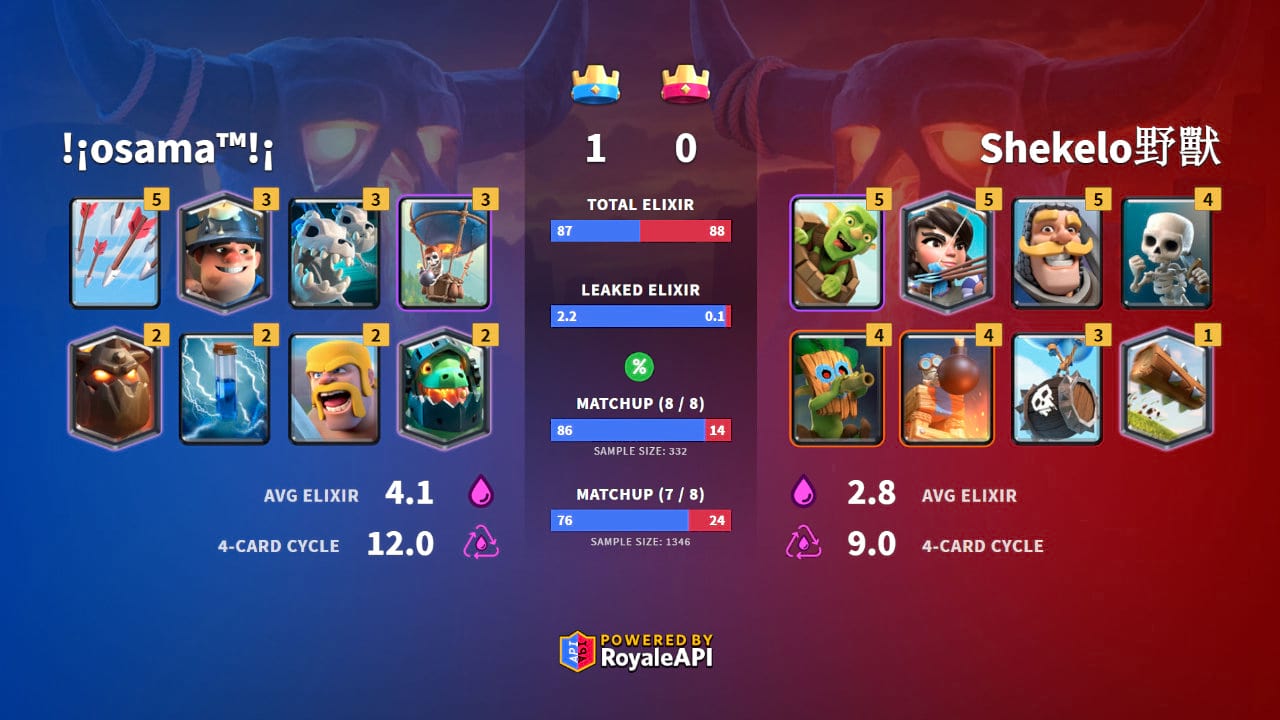 1 0
!¡osama™!¡
Shekelo野獸
5 3 3 3
5 5 5 4
TOTAL ELIXIR
87 88
LEAKED ELIXIR
2.2 0.1
2 2 2 2
4 4 3 1
%
MATCHUP (8 / 8)
86 14
SAMPLE SIZE: 332
MATCHUP (7 / 8)
76 24
SAMPLE SIZE: 1346
AVG ELIXIR 4.1
2.8 AVG ELIXIR
4-CARD CYCLE 12.0
9.0 4-CARD CYCLE
API API
POWERED BY
RoyaleAPI